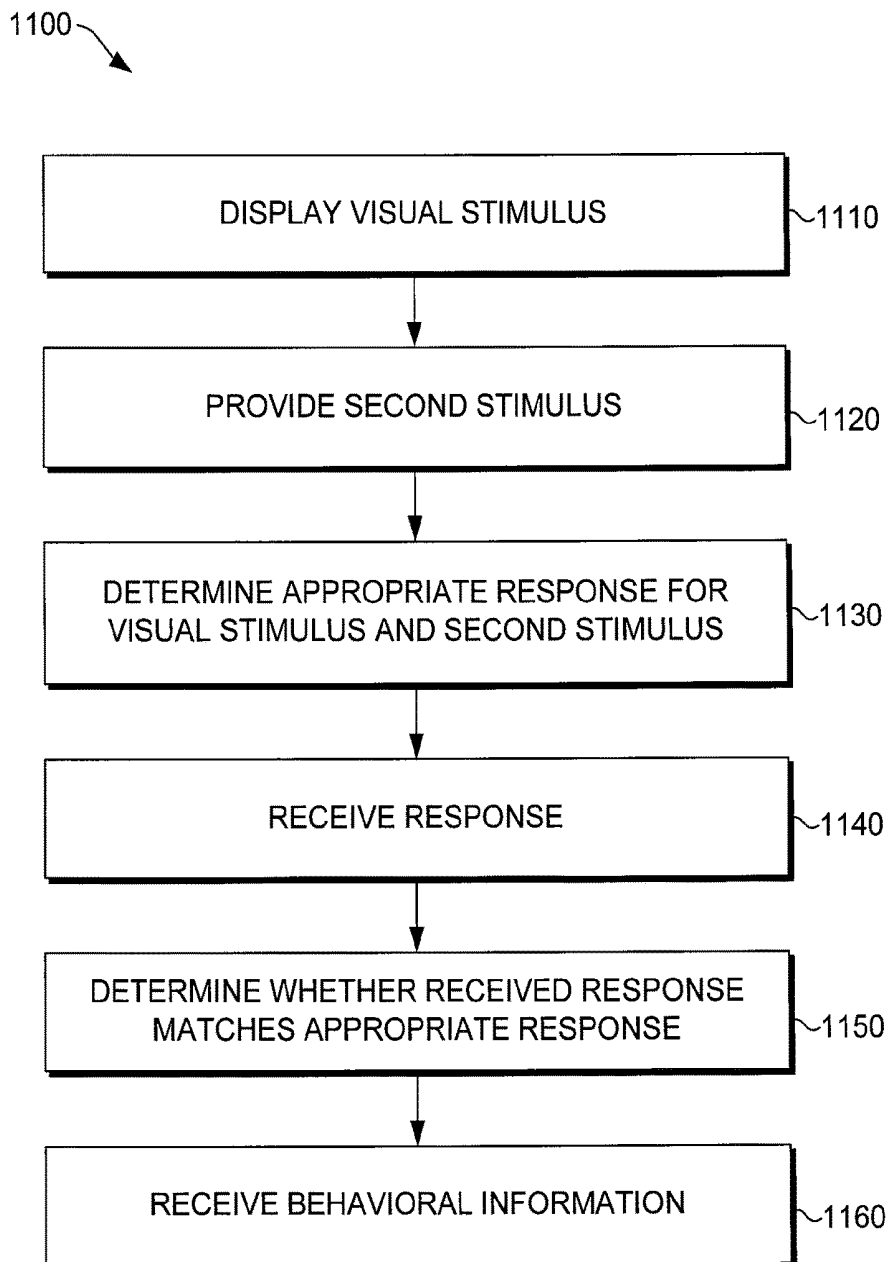 1100
DISPLAY VISUAL STIMULUS
1110
PROVIDE SECOND STIMULUS
1120
DETERMINE APPROPRIATE RESPONSE FOR
VISUAL STIMULUS AND SECOND STIMULUS
1130
RECEIVE RESPONSE
1140
DETERMINE WHETHER RECEIVED RESPONSE
MATCHES APPROPRIATE RESPONSE
1150
RECEIVE BEHAVIORAL INFORMATION
1160